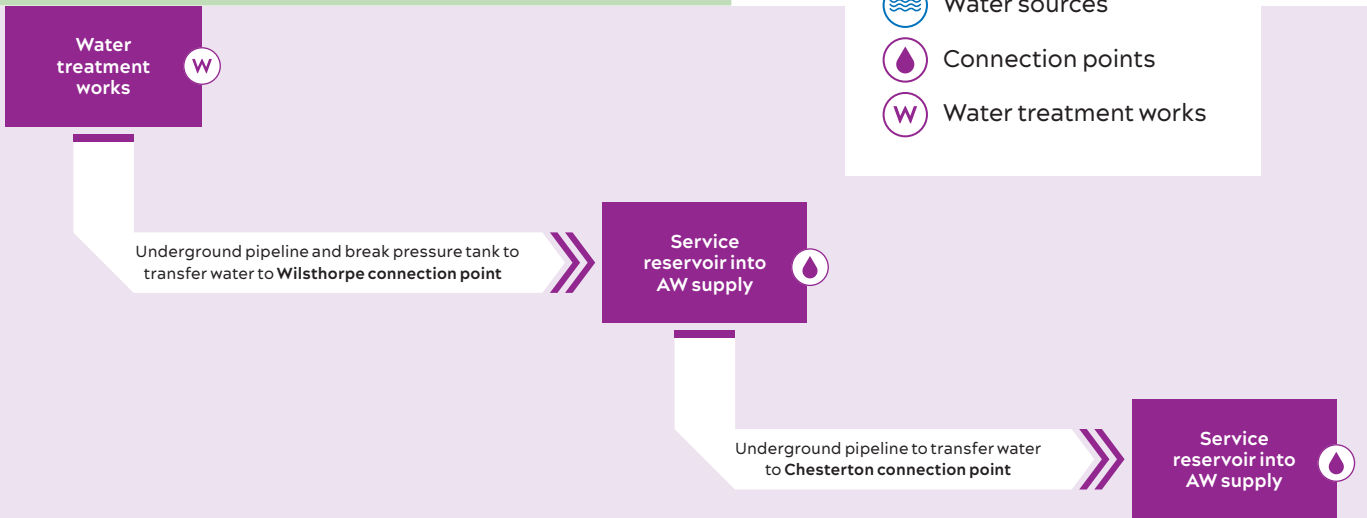 Water sources
Water
treatment
works
W
Connection points
W
Water treatment works
Underground pipeline and break pressure tank to
transfer water to Wilsthorpe connection point
Service
reservoir into
AW supply
Underground pipeline to transfer water
to Chesterton connection point
Service
reservoir into
AW supply